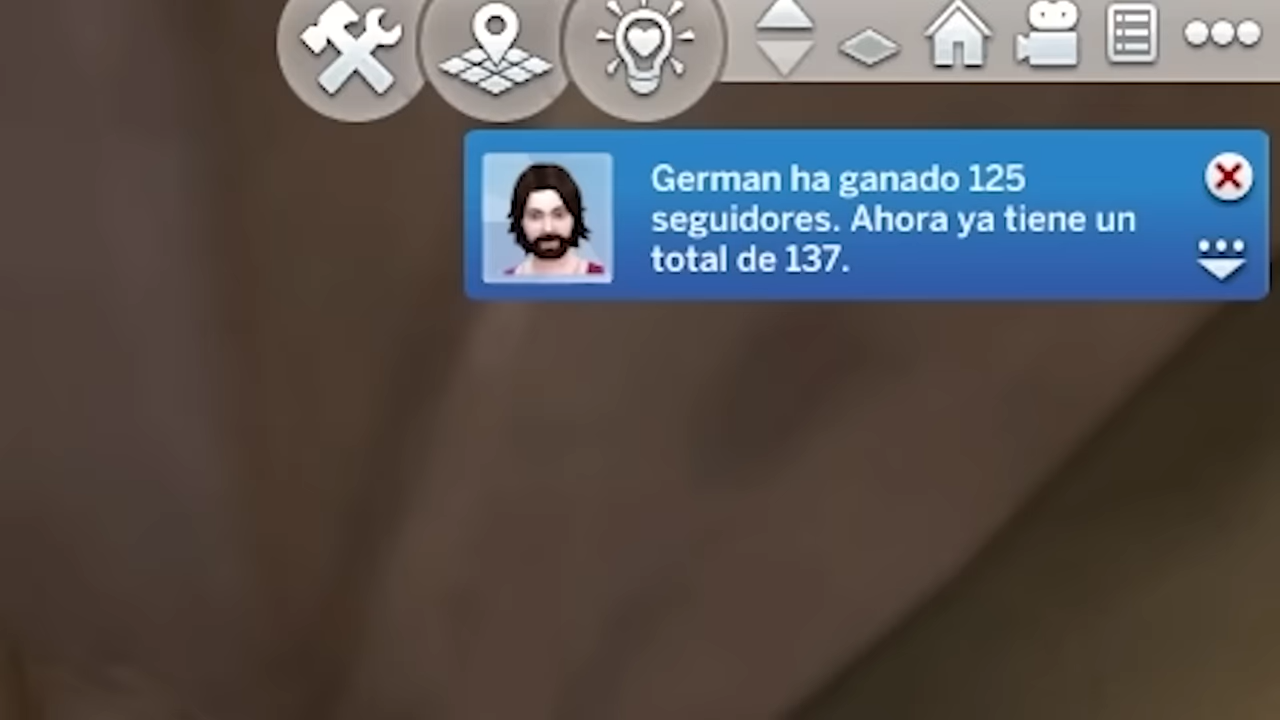 German ha ganado 125
seguidores. Ahora ya tiene un
total de 137.